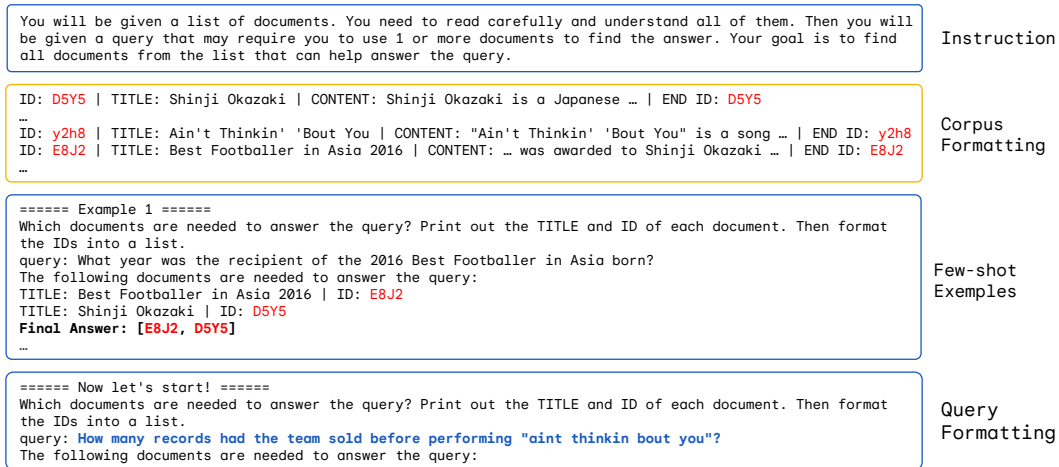 You will be given a list of documents. You need to read carefully and understand all of them. Then you will
be given a query that may require you to use 1 or more documents to find the answer. Your goal is to find
all documents from the list that can help answer the query.
Instruction
ID: D5Y5 | TITLE: Shinji Okazaki | CONTENT: Shinji Okazaki is a Japanese … | END ID: D5Y5
…
ID: y2h8 | TITLE: Ain't Thinkin' 'Bout You | CONTENT: "Ain't Thinkin' 'Bout You" is a song … | END ID: y2h8
ID: E8J2 | TITLE: Best Footballer in Asia 2016 | CONTENT: … was awarded to Shinji Okazaki … | END ID: E8J2
…
Corpus
Formatting
====== Example 1 ======
Which documents are needed to answer the query? Print out the TITLE and ID of each document. Then format
the IDs into a list.
query: What year was the recipient of the 2016 Best Footballer in Asia born?
The following documents are needed to answer the query:
TITLE: Best Footballer in Asia 2016 | ID: E8J2
TITLE: Shinji Okazaki | ID: D5Y5
Final Answer: [E8J2, D5Y5]
…
Few-shot
Exemples
====== Now let's start! ======
Which documents are needed to answer the query? Print out the TITLE and ID of each document. Then format
the IDs into a list.
query: How many records had the team sold before performing "aint thinkin bout you"?
The following documents are needed to answer the query:
Query
Formatting